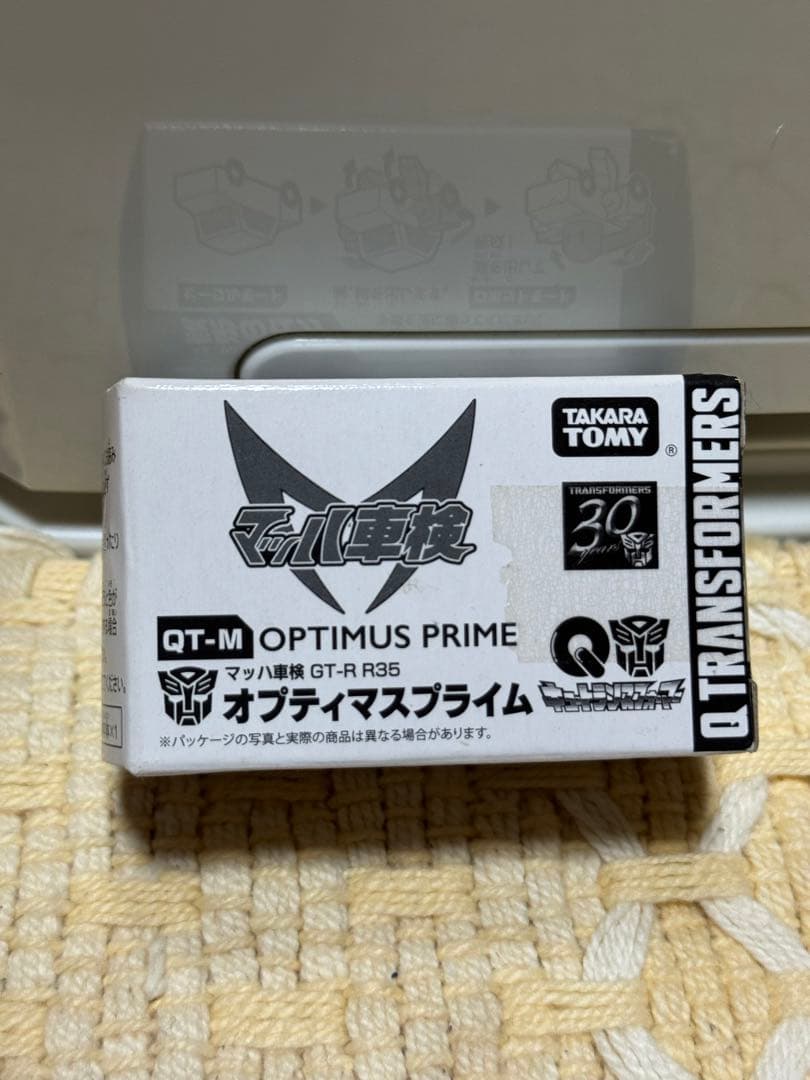 マッハ車検
TAKARA
TOMY
®
TRANSFORMERS
30
years
QT-M OPTIMUS PRIME
マッハ車検 GT-R R35
オプティマスプライム
※パッケージの写真と実際の商品は異なる場合があります。
Q
キュートランスフォーマー
Q TRANSFORMERS